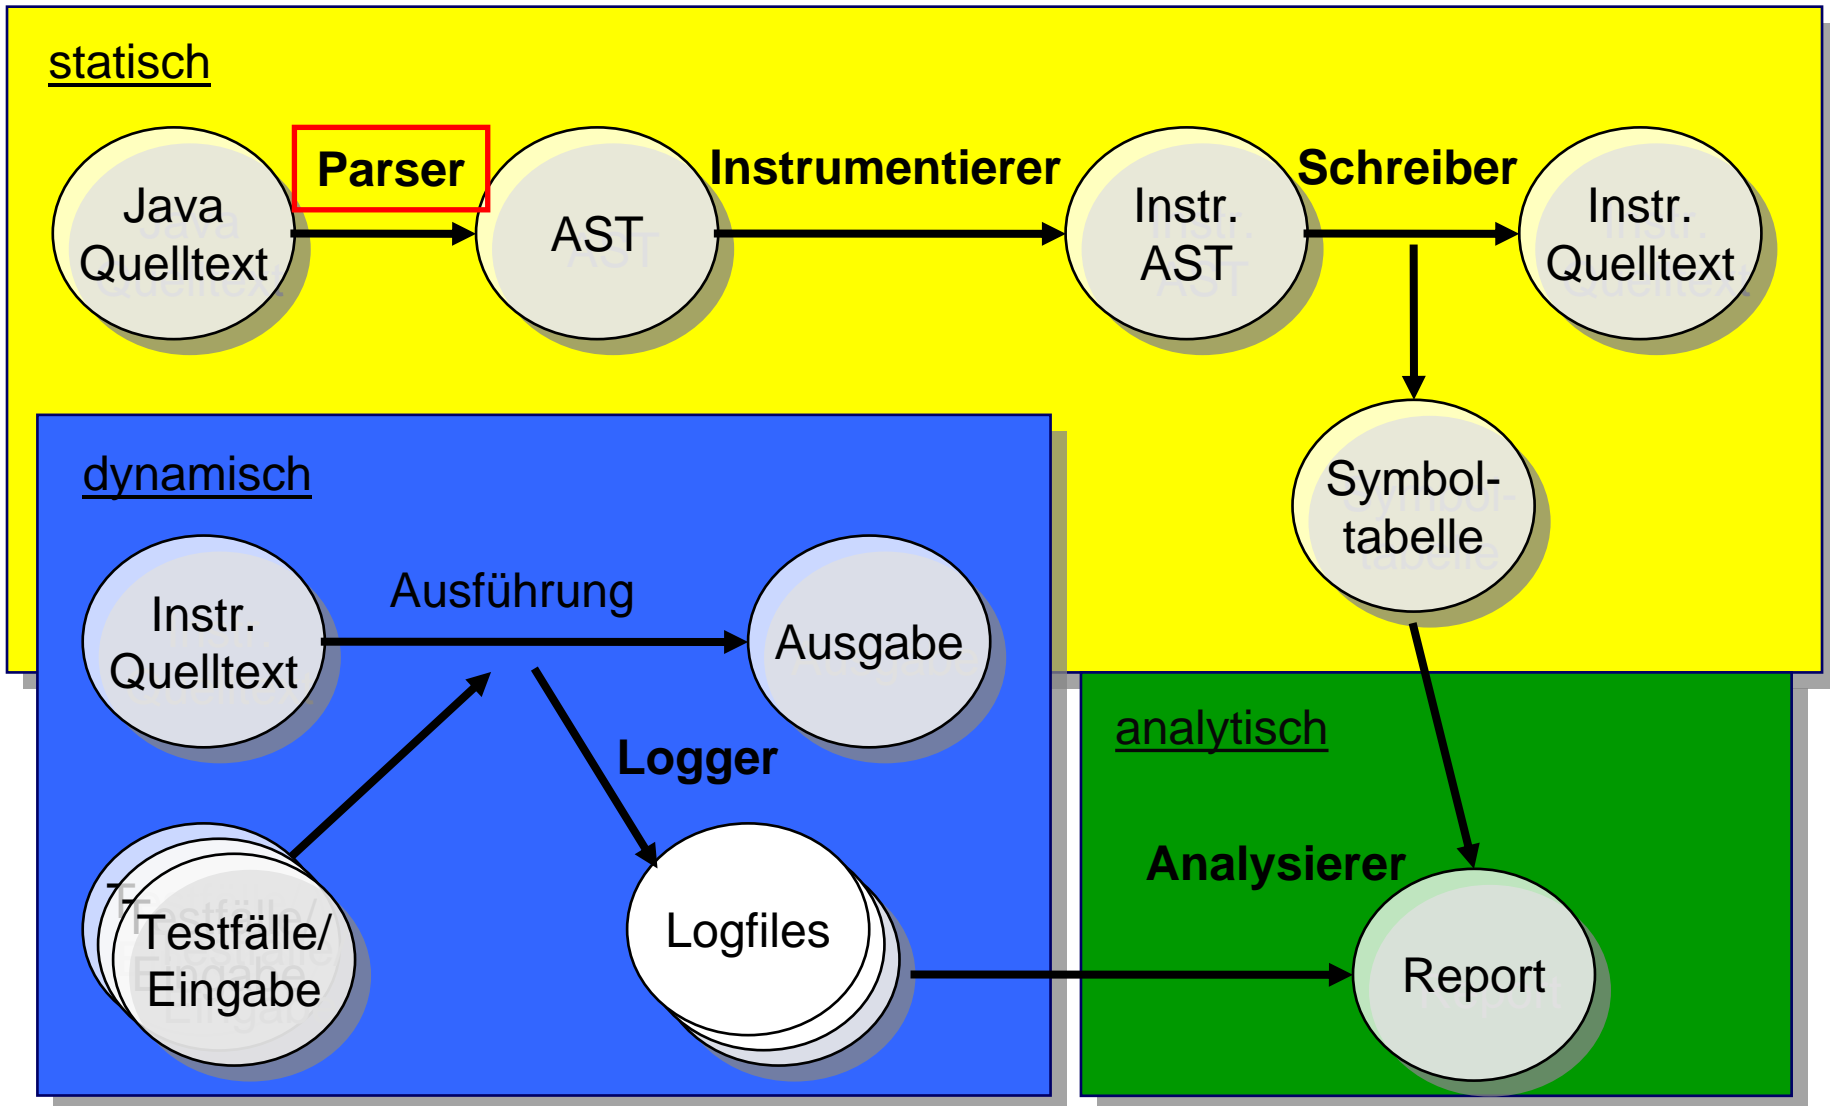 statisch
Java
Quelltext
Parser
AST
Instrumentierer
Instr.
AST
Schreiber
Instr.
Quelltext
Symbol-
tabelle
dynamisch
Instr.
Quelltext
Ausführung
Ausgabe
Logger
Testfälle/
Eingabe
Logfiles
analytisch
Analysierer
Report